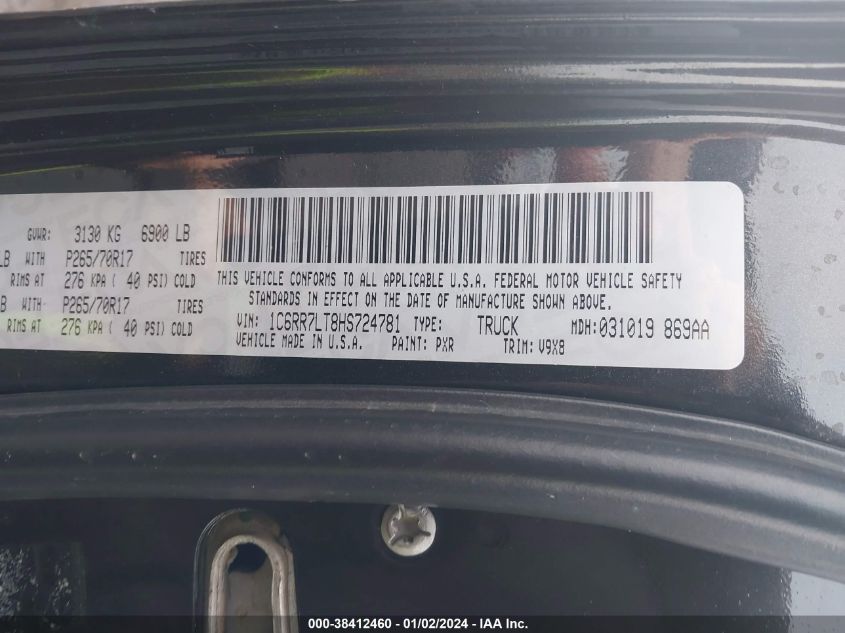 GVWR: 3130 KG 6900 LB
LB WITH P265/70R17 TIRES
RIMS AT 276 KPA ( 40 PSI) COLD
B WITH- P265/70R17 TIRES
RIMS AT 276 KPA ( 40 PSI) COLD
THIS VEHICLE CONFORMS TO ALL APPLICABLE U.S.A. FEDERAL MOTOR VEHICLE SAFETY
STANDARDS IN EFFECT ON THE DATE OF MANUFACTURE SHOWN ABOVE.
VIN: 1C6RR7LT8HS724781 TYPE: TRUCK MDH: 031019 869AA
VEHICLE MADE IN U.S.A. PAINT: PXR TRIM: V9X8
000-38412460 - 01/02/2024 - IAA Inc.